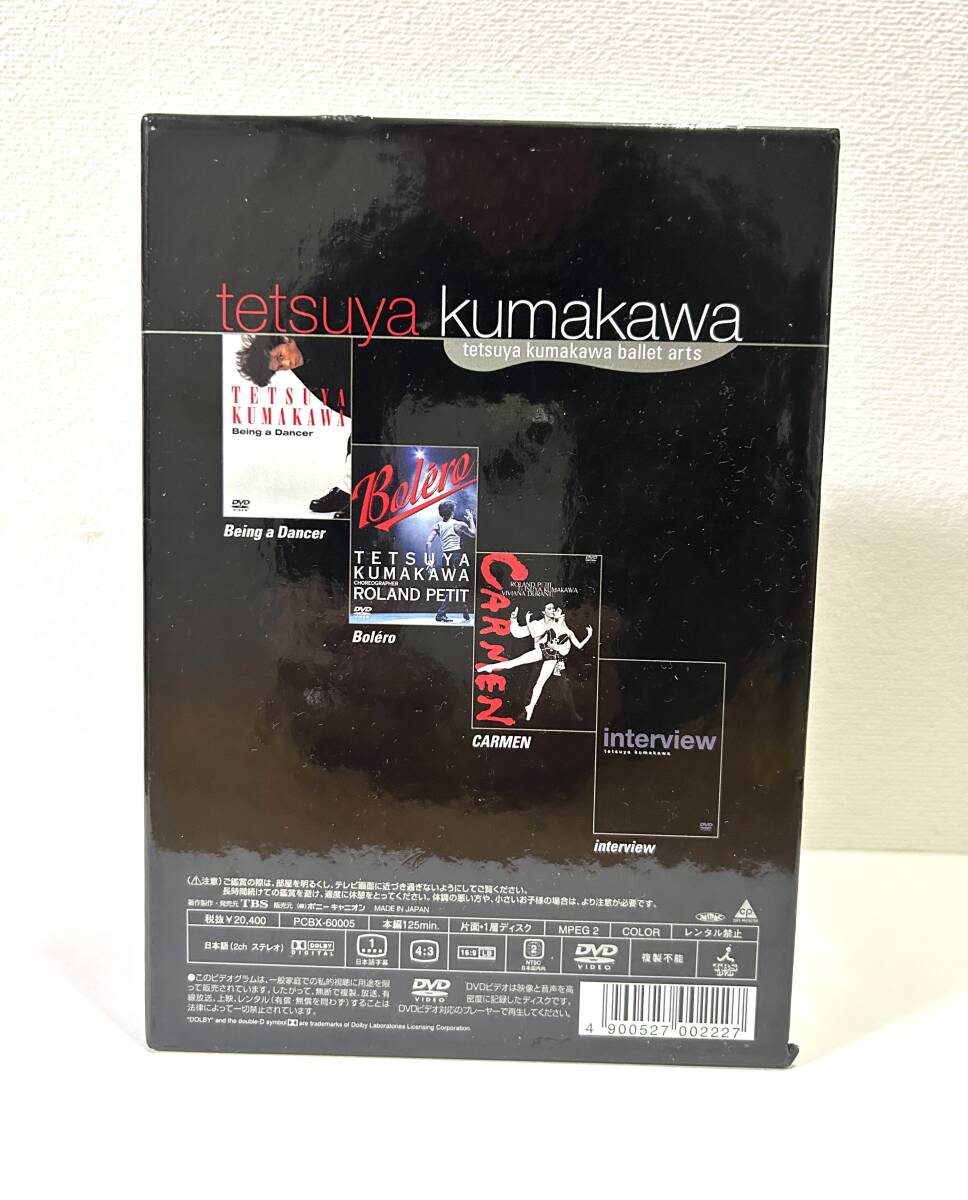 tetsuya kumakawa
tetsuya kumakawa ballet arts
TETSUYA
KUMAKAWA
Being a Dancer
DVD
VIDEO
Being a Dancer
Boléro
TETSUYA
KUMAKAWA
CHOREOGRAPHER
ROLAND PETIT
DVD
Boléro
DVD
CARMEN
ROLAND PETIT
TETSUYA KUMAKAWA
VIVIANA DURANTE
CARMEN
interview
tetsuya kumakawa
DVD
interview
(⚠注意)ご鑑賞の際は、部屋を明るくし、テレビ画面に近づき過ぎないようにしてご覧ください。
長時間続けての鑑賞を避け、適度に休憩をとってください。体調の悪い方や、小さいお子様の場合は、より注意が必要です。
著作製作・発売元 TBS 販売元 (株)ポニーキャニオン MADE IN JAPAN
税抜¥20,400 PCBX-60005 本編125min. 片面・1層ディスク MPEG 2 COLOR レンタル禁止
日本語(2ch ステレオ) DOLBY DIGITAL 1 日本語字幕 4:3 16:9 LB 2 NTSC 日本国内向 DVD VIDEO 複製不能 TBS DVD
●このビデオグラムは、一般家庭での私的視聴に用途を限
って販売されています。したがって、無断で複製、放送、有
線放送、上映、レンタル(有償・無償を問わず)することは
法律によって一切禁止されています。
DVD VIDEO
DVDビデオは映像と音声を高
密度に記録したディスクです。
DVDビデオ対応のプレーヤーで再生してください。
"DOLBY" and the double-D symbol are trademarks of Dolby Laboratories Licensing Corporation.
4 900527 002227